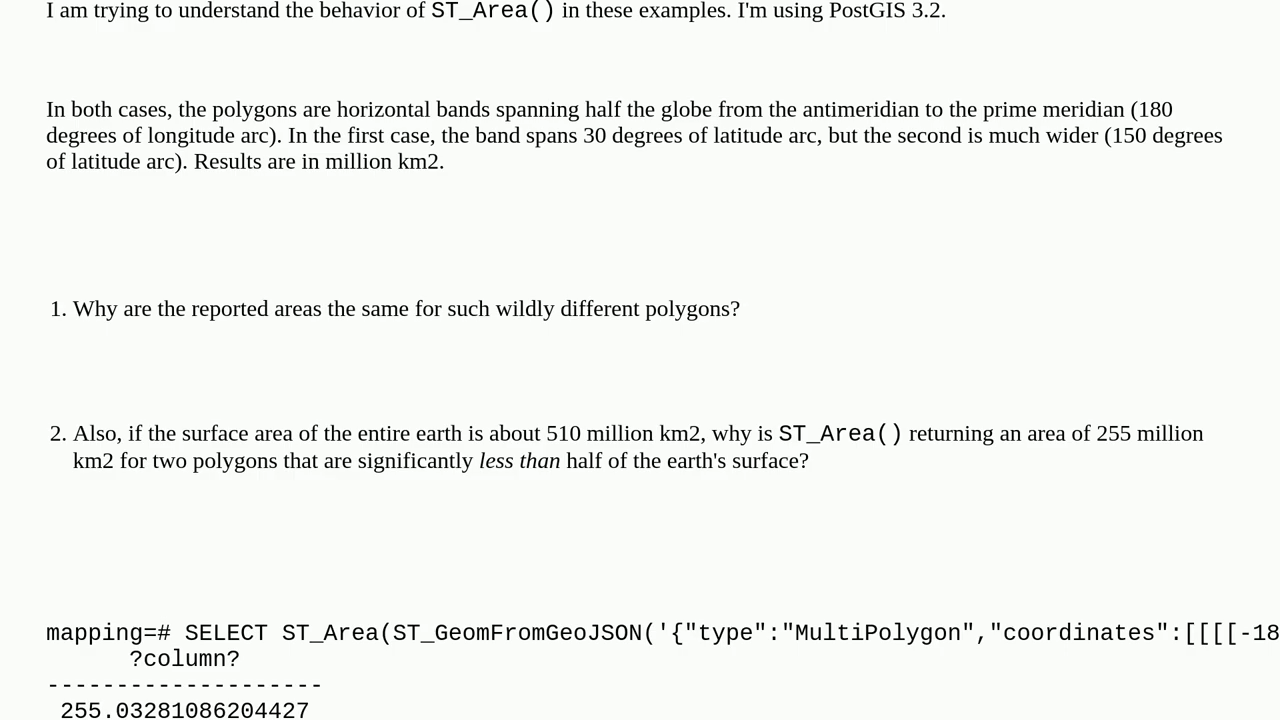 I am trying to understand the behavior of ST_Area() in these examples. I'm using PostGIS 3.2.
In both cases, the polygons are horizontal bands spanning half the globe from the antimeridian to the prime meridian (180
degrees of longitude arc). In the first case, the band spans 30 degrees of latitude arc, but the second is much wider (150 degrees
of latitude arc). Results are in million km2.
1. Why are the reported areas the same for such wildly different polygons?
2. Also, if the surface area of the entire earth is about 510 million km2, why is ST_Area() returning an area of 255 million
km2 for two polygons that are significantly less than half of the earth's surface?
mapping=# SELECT ST_Area(ST_GeomFromGeoJSON('{"type":"MultiPolygon","coordinates":[[[[-18
?column?
--------------------
255.03281086204427